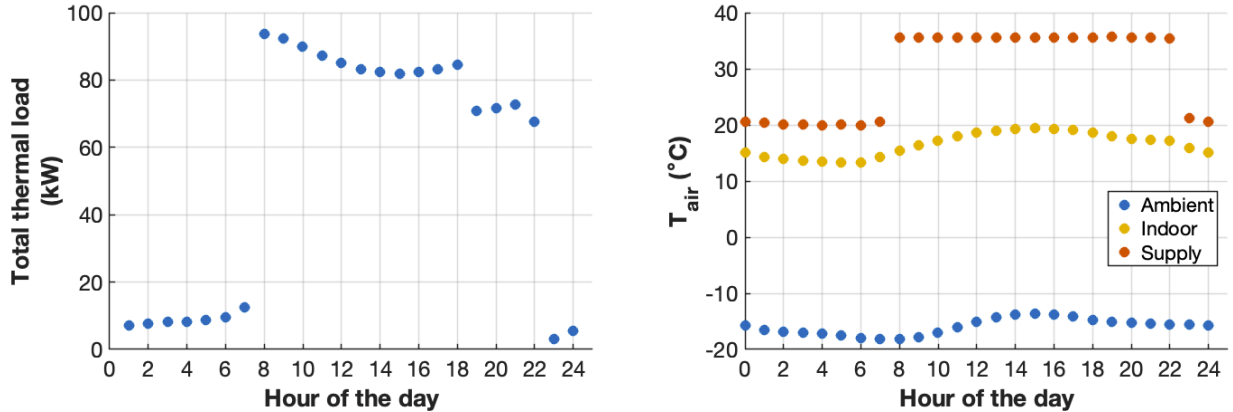 100
80
60
40
20
0
Total thermal load
(kW)
0 2 4 6 8 10 12 14 16 18 20 22 24
Hour of the day
40
30
20
10
0
-10
-20
T_air (°C)
Ambient
Indoor
Supply
0 2 4 6 8 10 12 14 16 18 20 22 24
Hour of the day